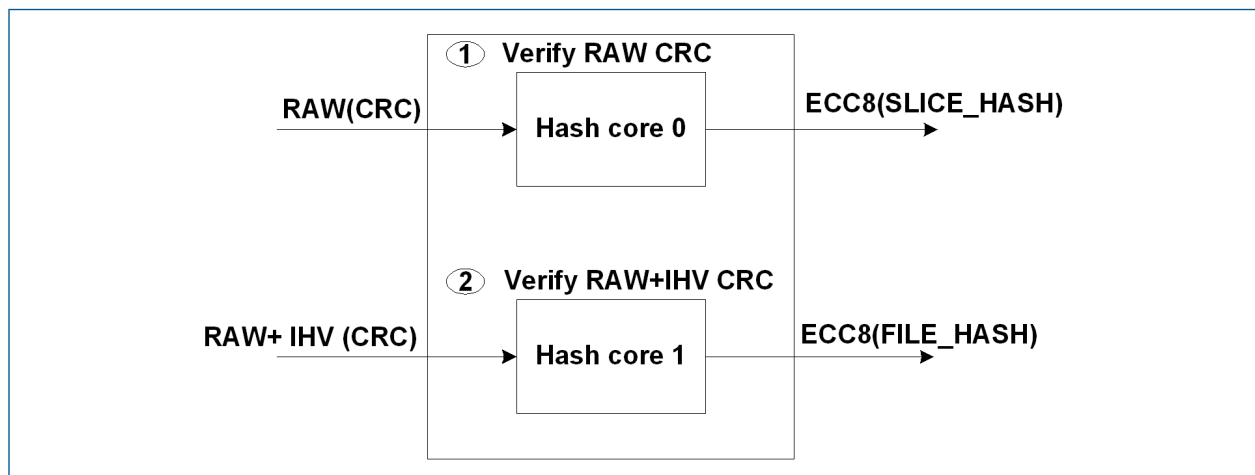 1 Verify RAW CRC
RAW(CRC)
Hash core 0
ECC8(SLICE_HASH)
2 Verify RAW+IHV CRC
RAW+ IHV (CRC)
Hash core 1
ECC8(FILE_HASH)